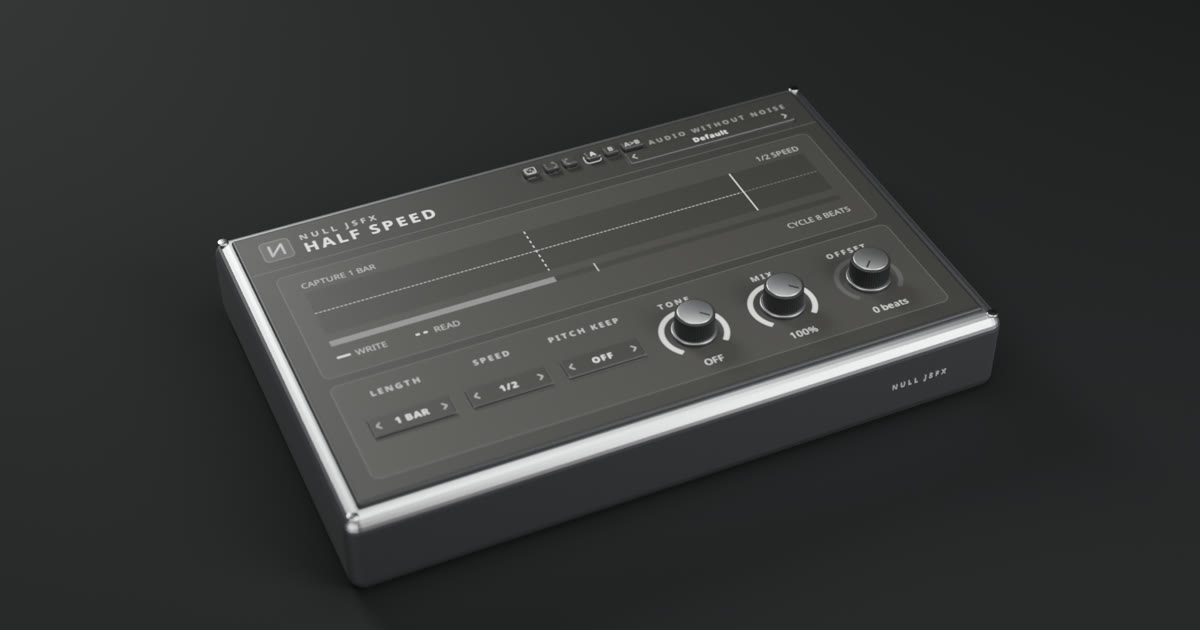 NULL JSFX
HALF SPEED
A
B
A>B
AUDIO WITHOUT NOISE
< Default >
CAPTURE 1 BAR
1/2 SPEED
CYCLE 8 BEATS
WRITE
READ
LENGTH
< 1 BAR >
SPEED
< 1/2 >
PITCH KEEP
< OFF >
TONE
OFF
MIX
100%
OFFSET
0 beats
NULL JSFX